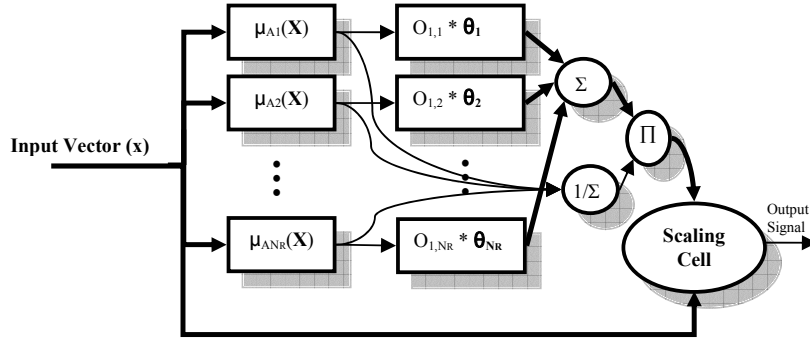 μA1(X)
O1,1 * θ1
Σ
μA2(X)
O1,2 * θ2
Π
Input Vector (x)
1/Σ
Output
Signal
μANR(X)
O1,NR * θNR
Scaling
Cell